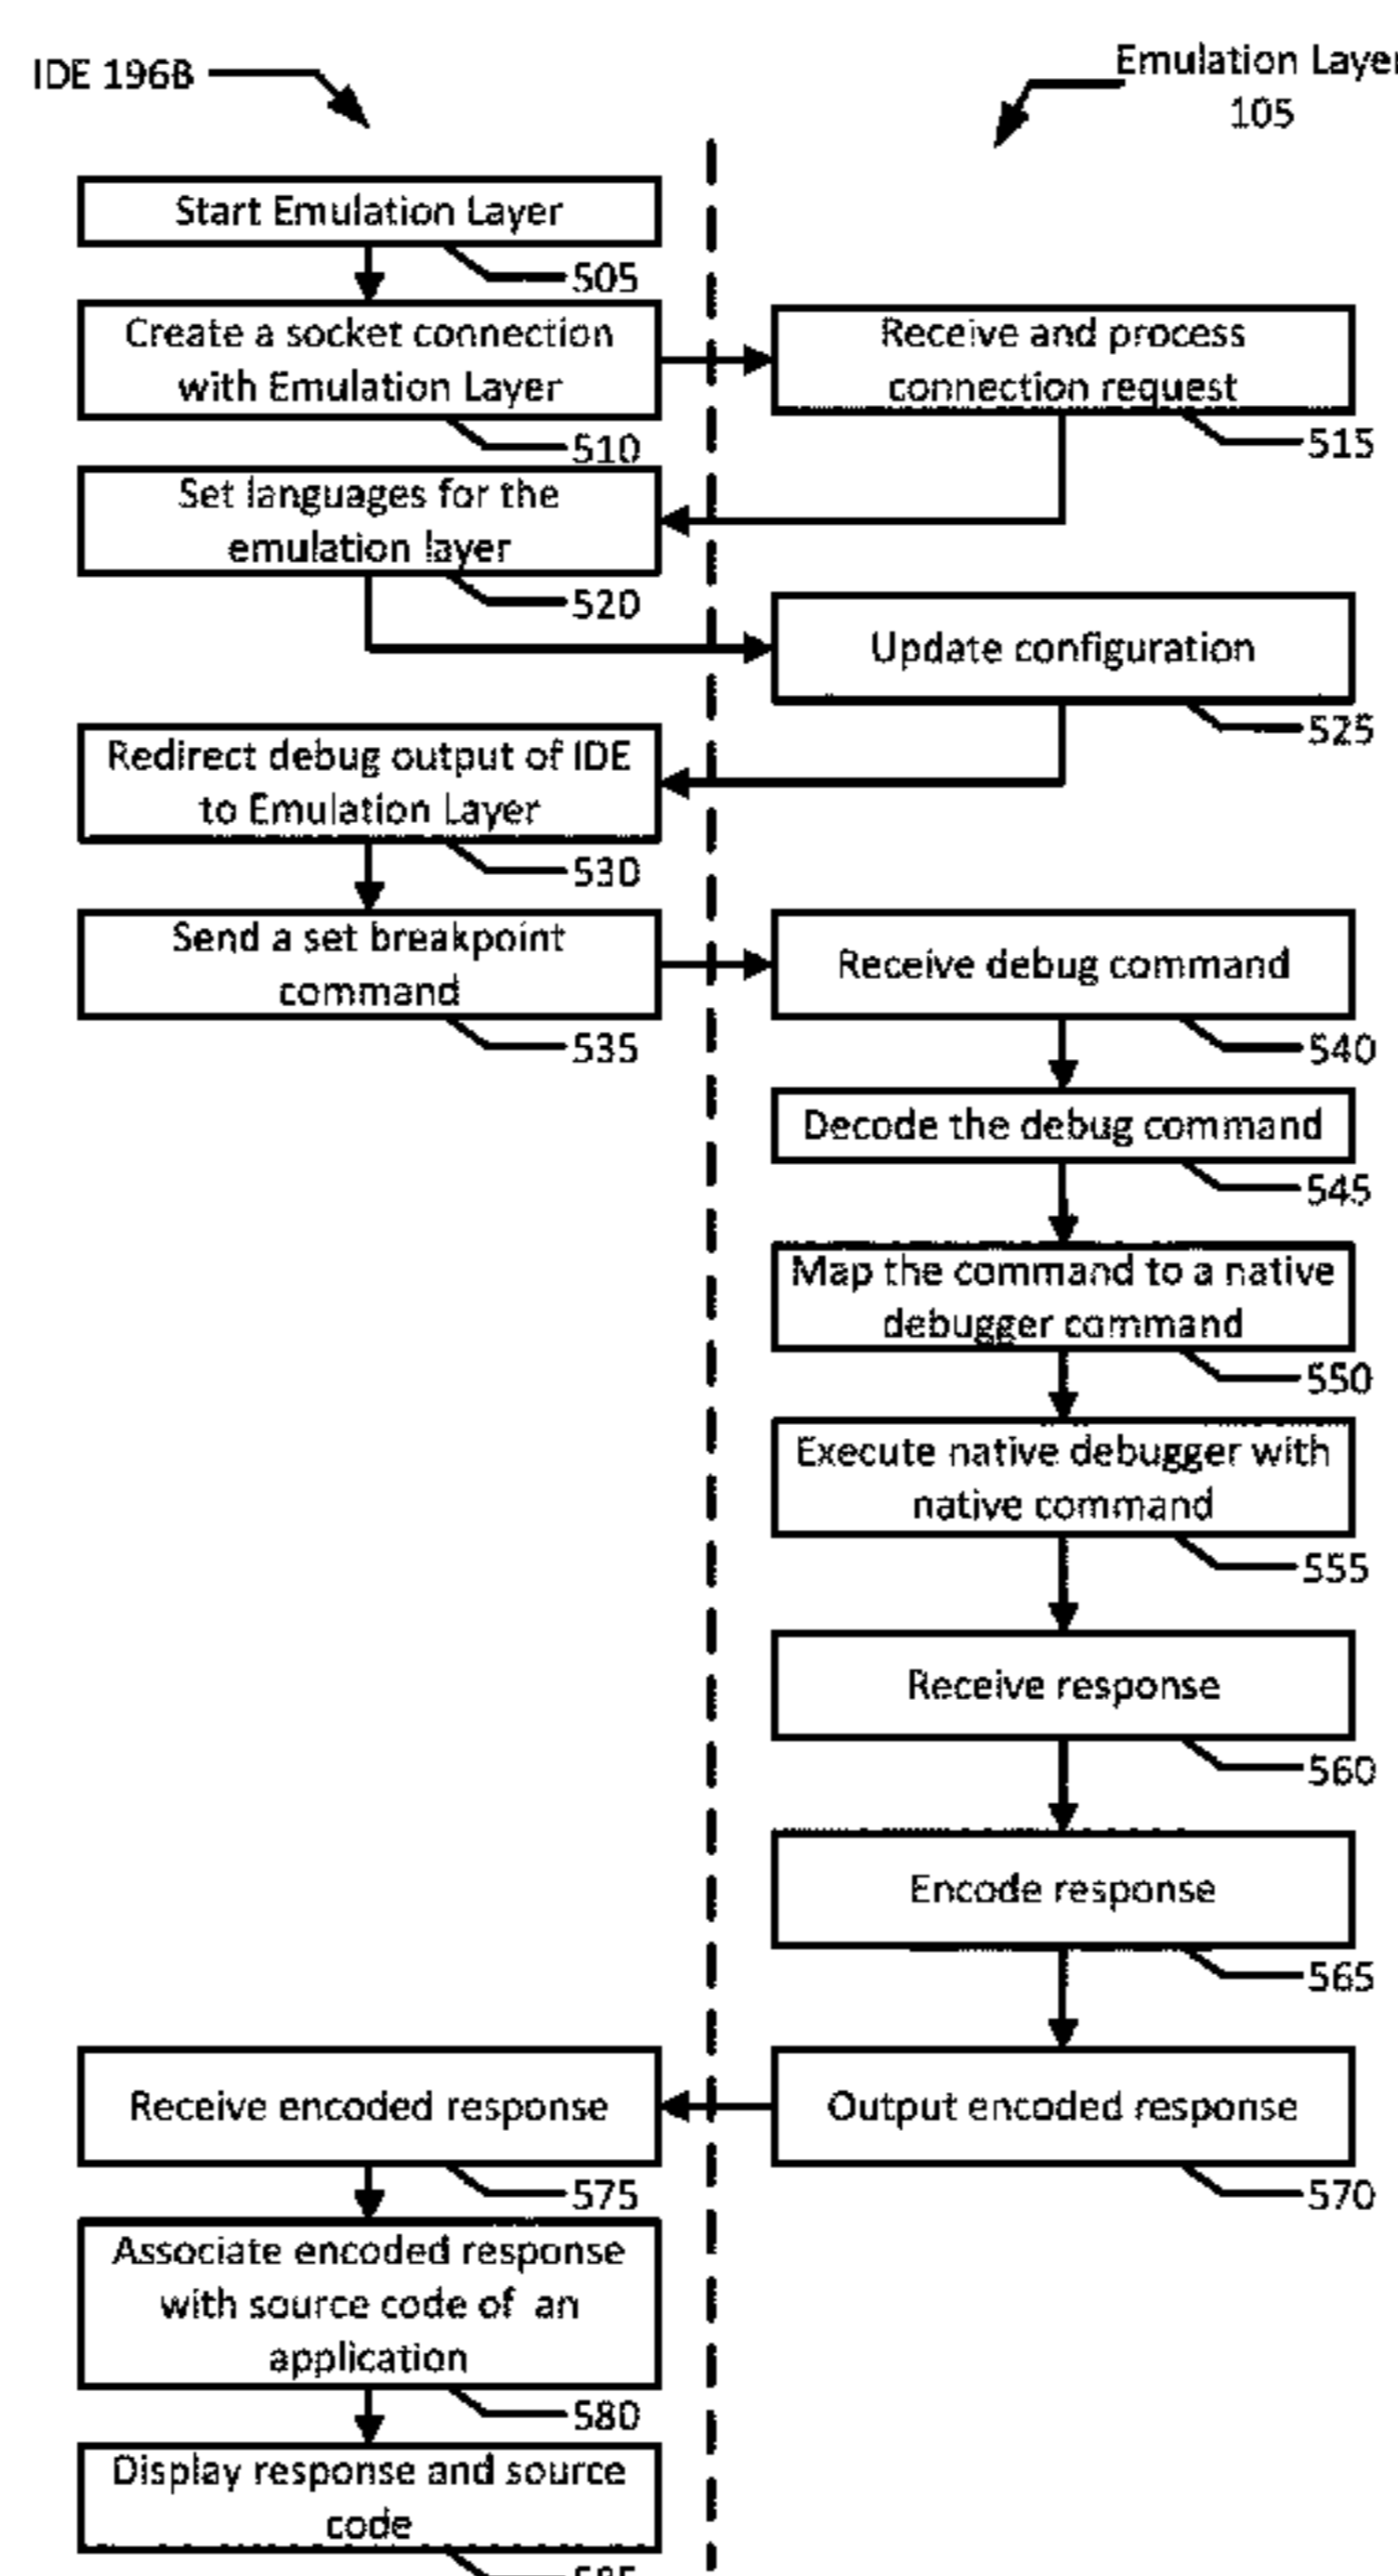 IDE 196B
Emulation Layer
105
Start Emulation Layer
505
Create a socket connection
with Emulation Layer
510
Receive and process
connection request
515
Set languages for the
emulation layer
520
Update configuration
525
Redirect debug output of IDE
to Emulation Layer
530
Send a set breakpoint
command
535
Receive debug command
540
Decode the debug command
545
Map the command to a native
debugger command
550
Execute native debugger with
native command
555
Receive response
560
Encode response
565
Output encoded response
570
Receive encoded response
575
Associate encoded response
with source code of an
application
580
Display response and source
code